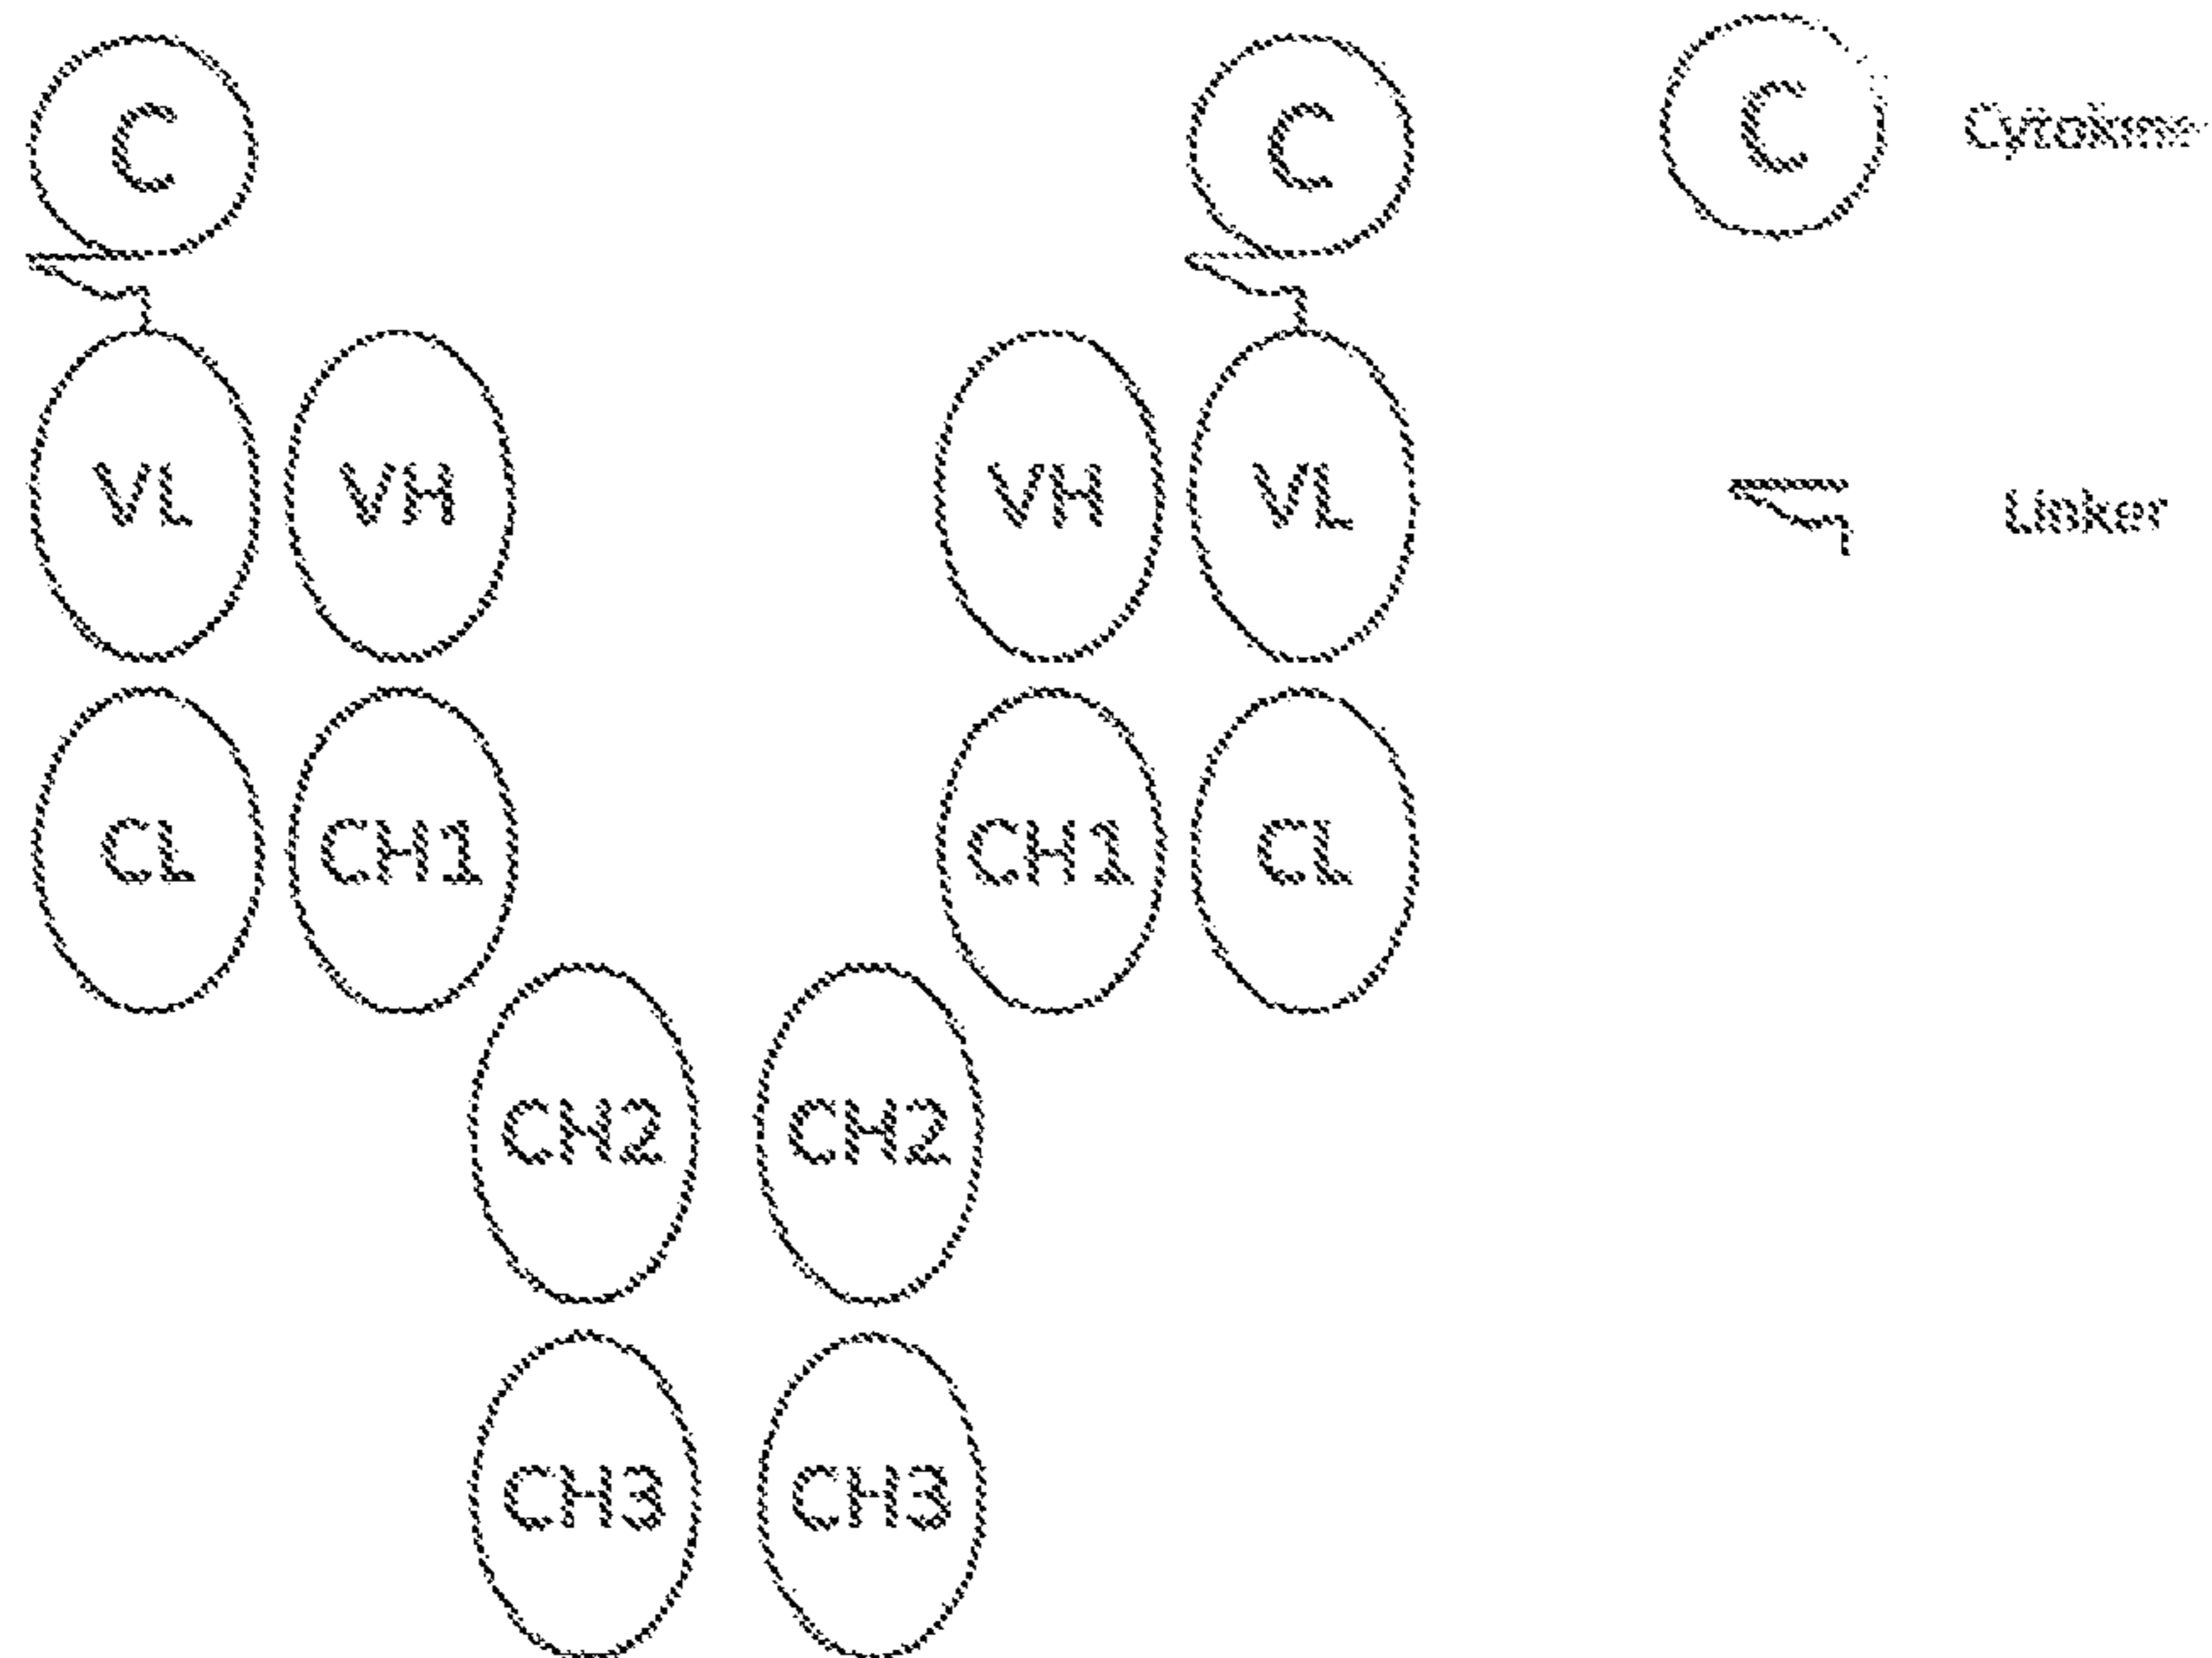 C C C Cytokine
VL VH VH VL Linker
CL CH1 CH1 CL
CH2 CH2
CH3 CH3